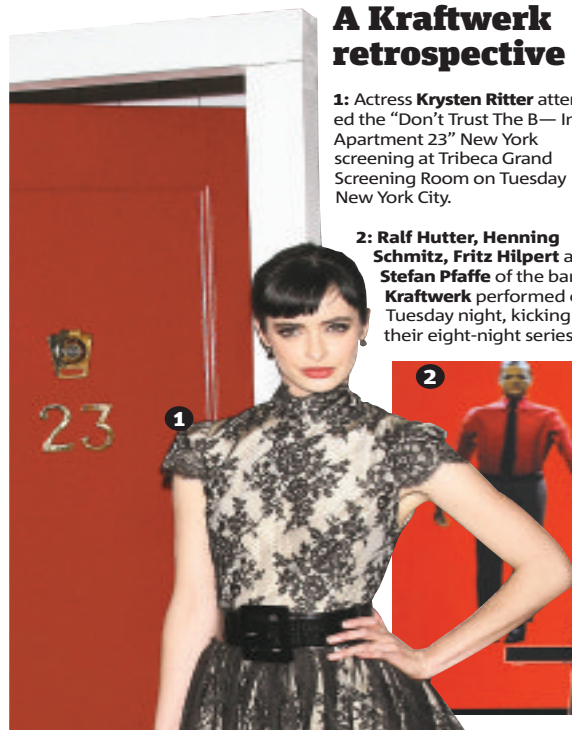 A Kraftwerk
retrospective
1: Actress Krysten Ritter atten
ed the “Don’t Trust The B— In
Apartment 23” New York
screening at Tribeca Grand
Screening Room on Tuesday
New York City.
2: Ralf Hutter, Henning
Schmitz, Fritz Hilpert a
Stefan Pfaffe of the ban
Kraftwerk performed o
Tuesday night, kicking
their eight-night series
2
1
23